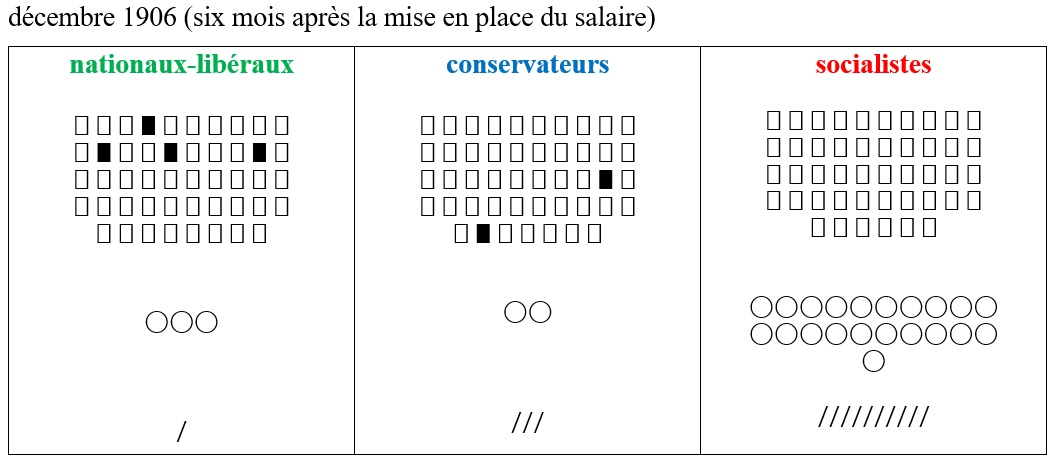 décembre 1906 (six mois après la mise en place du salaire)
nationaux-libéraux
conservateurs
socialistes